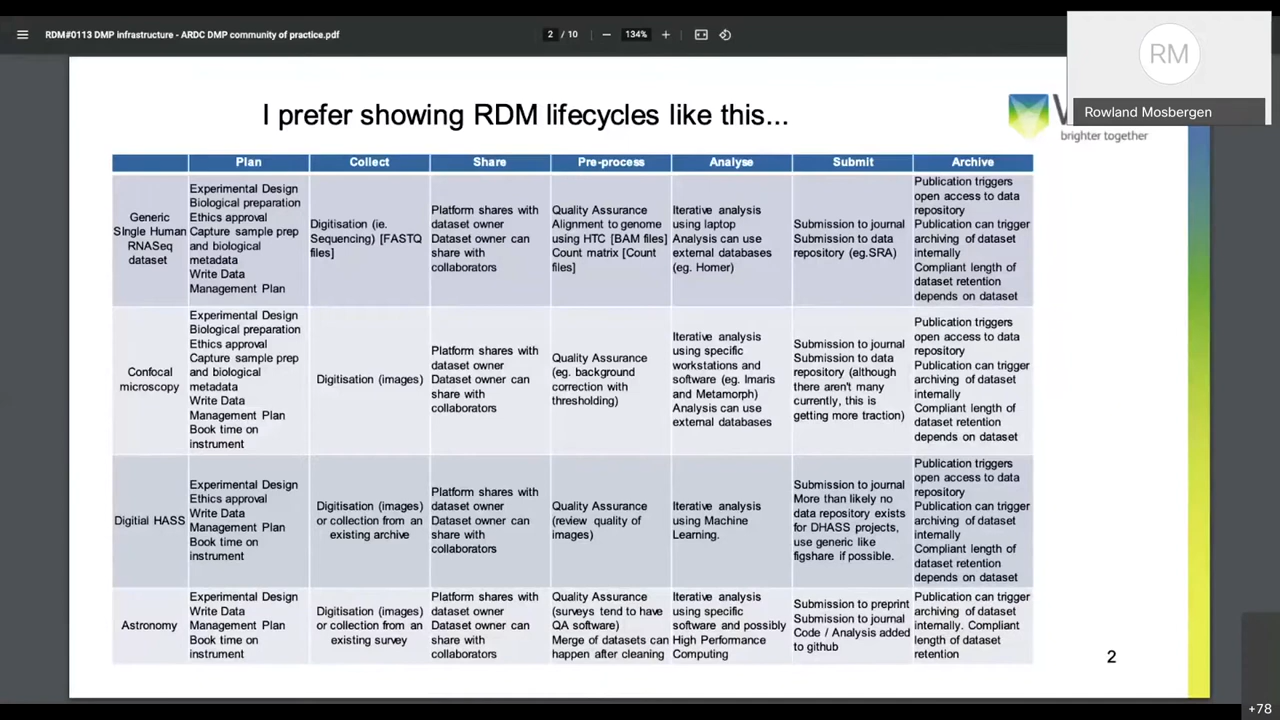 RDM#0113 DMP infrastructure - ARDC DMP community of practice.pdf
2 / 10
134%
RM
Rowland Mosbergen
I prefer showing RDM lifecycles like this...
brighter together
Plan
Collect
Share
Pre-process
Analyse
Submit
Archive
Generic
SIngle Human
RNASeq
dataset
Experimental Design
Biological preparation
Ethics approval
Capture sample prep
and biological
metadata
Write Data
Management Plan
Digitisation (ie.
Sequencing) [FASTQ
files]
Platform shares with
dataset owner
Dataset owner can
share with
collaborators
Quality Assurance
Alignment to genome
using HTC [BAM files]
Count matrix [Count
files]
Iterative analysis
using laptop
Analysis can use
external databases
(eg. Homer)
Submission to journal
Submission to data
repository (eg.SRA)
Publication triggers
open access to data
repository
Publication can trigger
archiving of dataset
internally
Compliant length of
dataset retention
depends on dataset
Confocal
microscopy
Experimental Design
Biological preparation
Ethics approval
Capture sample prep
and biological
metadata
Write Data
Management Plan
Book time on
instrument
Digitisation (images)
Platform shares with
dataset owner
Dataset owner can
share with
collaborators
Quality Assurance
(eg. background
correction with
thresholding)
Iterative analysis
using specific
workstations and
software (eg. Imaris
and Metamorph)
Analysis can use
external databases
Submission to journal
Submission to data
repository (although
there aren't many
currently, this is
getting more traction)
Publication triggers
open access to data
repository
Publication can trigger
archiving of dataset
internally
Compliant length of
dataset retention
depends on dataset
Digitial HASS
Experimental Design
Ethics approval
Write Data
Management Plan
Book time on
instrument
Digitisation (images)
or collection from an
existing archive
Platform shares with
dataset owner
Dataset owner can
share with
collaborators
Quality Assurance
(review quality of
images)
Iterative analysis
using Machine
Learning.
Submission to journal
More than likely no
data repository exists
for DHASS projects,
use generic like
figshare if possible.
Publication triggers
open access to data
repository
Publication can trigger
archiving of dataset
internally
Compliant length of
dataset retention
depends on dataset
Astronomy
Experimental Design
Write Data
Management Plan
Book time on
instrument
Digitisation (images)
or collection from an
existing survey
Platform shares with
dataset owner
Dataset owner can
share with
collaborators
Quality Assurance
(surveys tend to have
QA software)
Merge of datasets can
happen after cleaning
Iterative analysis
using specific
software and possibly
High Performance
Computing
Submission to preprint
Submission to journal
Code / Analysis added
to github
Publication can trigger
archiving of dataset
internally. Compliant
length of dataset
retention
2
+78